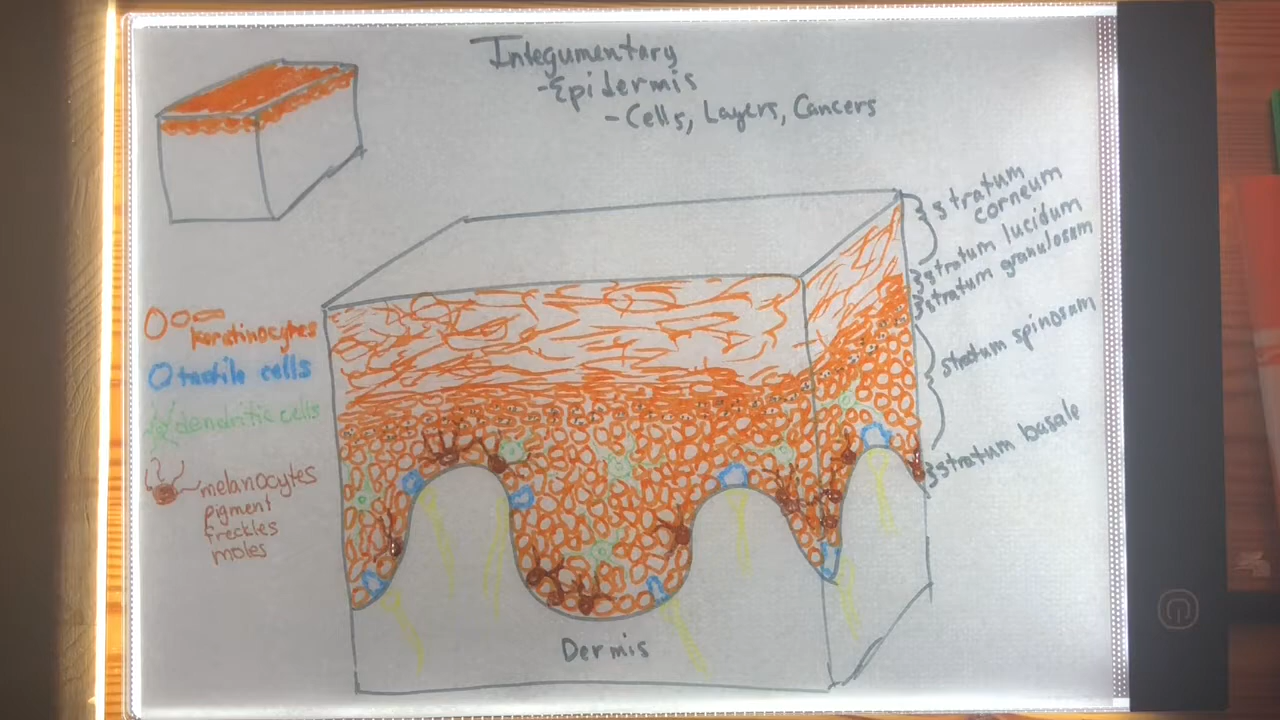 Integumentary
-Epidermis
- Cells, Layers, Cancers
stratum
corneum
stratum lucidum
stratum granulosum
stratum spinosum
stratum basale
keratinocytes
tactile cells
dendritic cells
melanocytes
pigment
freckles
moles
Dermis